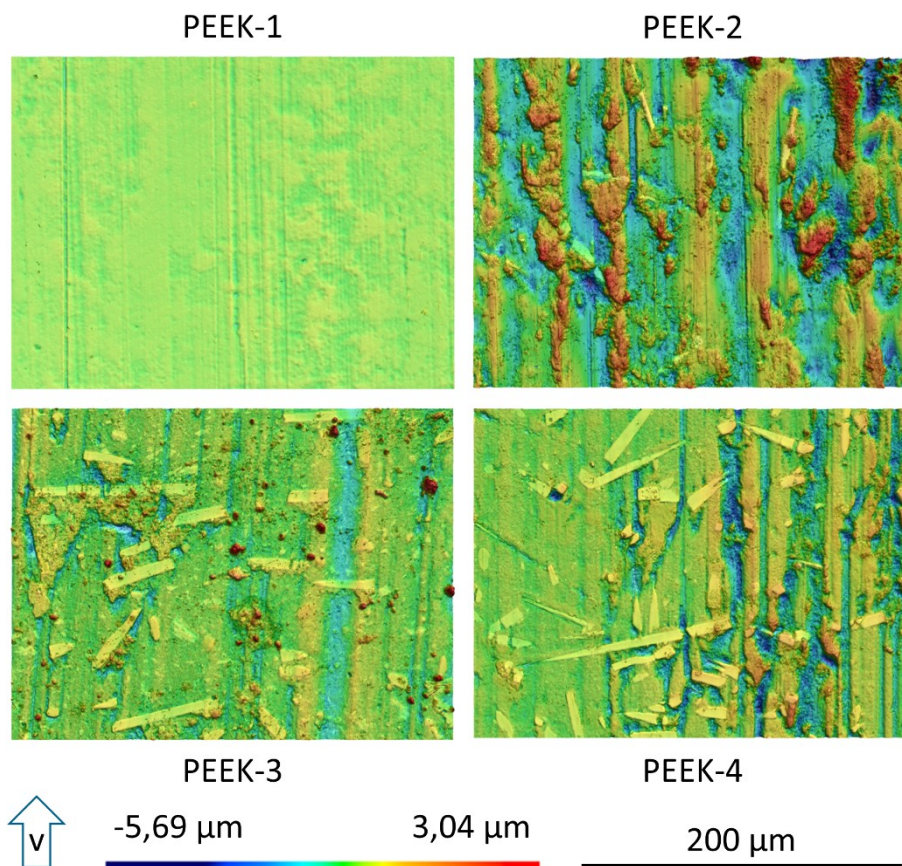 PEEK-1
PEEK-2
PEEK-3
PEEK-4
v
-5,69 µm
3,04 µm
200 µm